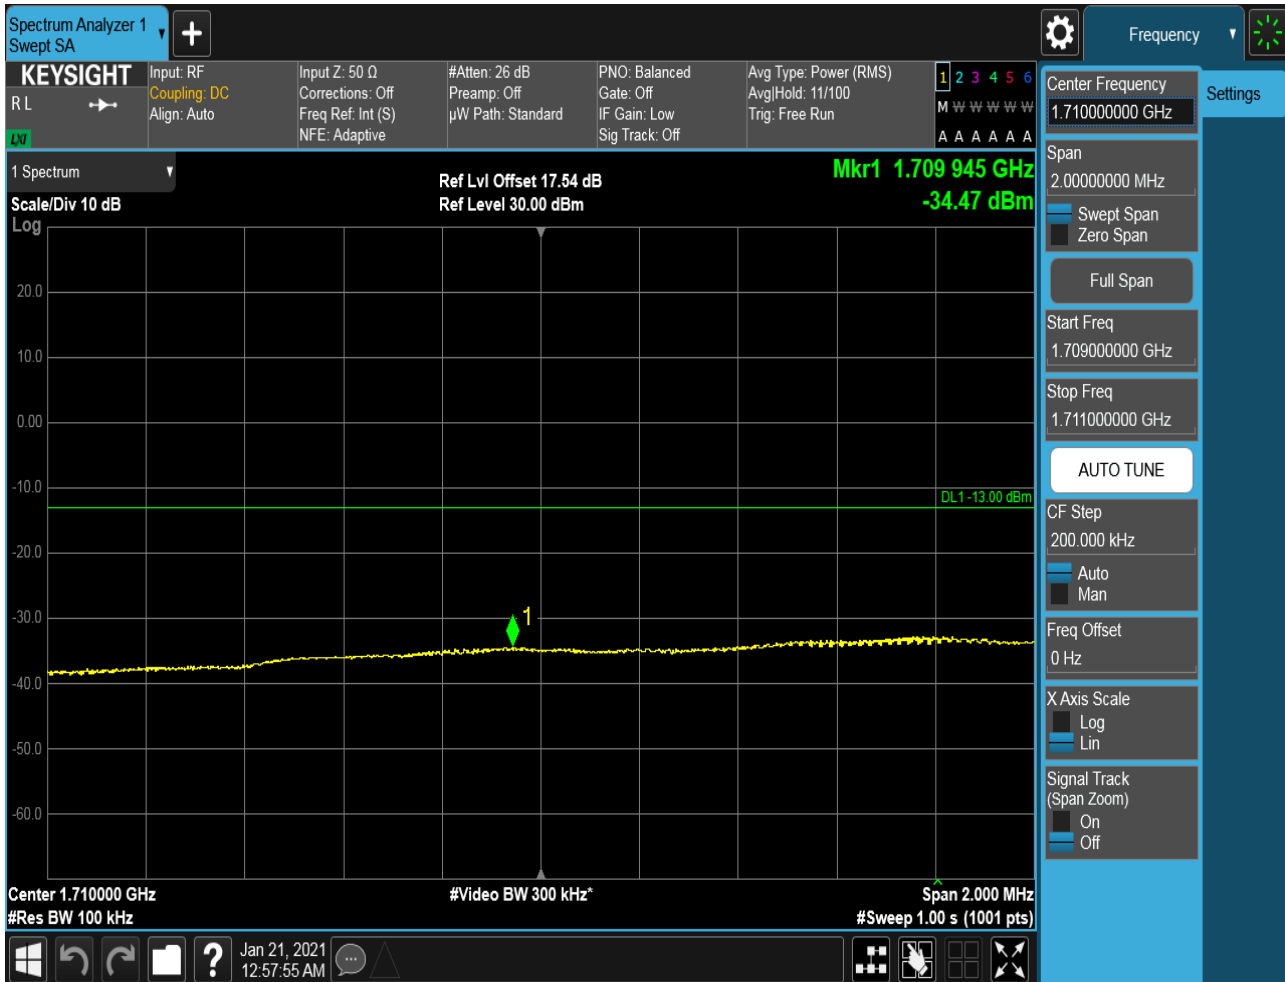 Spectrum Analyzer 1
Swept SA
Frequency
KEYSIGHT
R L
LXI
Input: RF
Coupling: DC
Align: Auto
Input Z: 50 Ω
Corrections: Off
Freq Ref: Int (S)
NFE: Adaptive
#Atten: 26 dB
Preamp: Off
µW Path: Standard
PNO: Balanced
Gate: Off
IF Gain: Low
Sig Track: Off
Avg Type: Power (RMS)
Avg|Hold: 11/100
Trig: Free Run
1 2 3 4 5 6
M W W W W W
A A A A A A
1 Spectrum
Scale/Div 10 dB
Log
Ref Lvl Offset 17.54 dB
Ref Level 30.00 dBm
Mkr1 1.709 945 GHz
-34.47 dBm
20.0
10.0
0.00
-10.0
-20.0
-30.0
-40.0
-50.0
-60.0
DL1 -13.00 dBm
1
Center 1.710000 GHz
#Res BW 100 kHz
#Video BW 300 kHz*
Span 2.000 MHz
#Sweep 1.00 s (1001 pts)
Center Frequency
1.710000000 GHz
Settings
Span
2.00000000 MHz
Swept Span
Zero Span
Full Span
Start Freq
1.709000000 GHz
Stop Freq
1.711000000 GHz
AUTO TUNE
CF Step
200.000 kHz
Auto
Man
Freq Offset
0 Hz
X Axis Scale
Log
Lin
Signal Track
(Span Zoom)
On
Off
?
Jan 21, 2021
12:57:55 AM